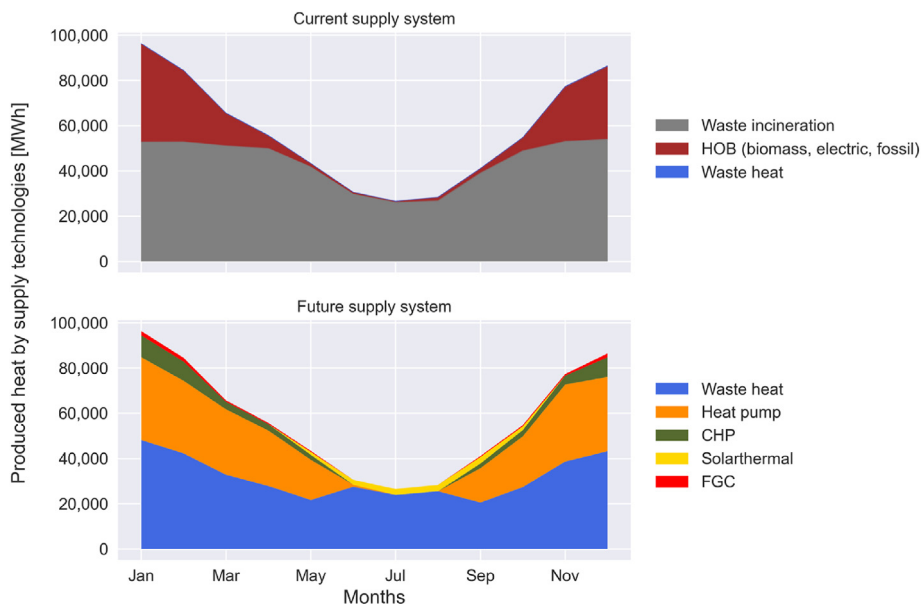 Current supply system
100,000
80,000
60,000
40,000
20,000
0
Waste incineration
HOB (biomass, electric, fossil)
Waste heat
Produced heat by supply technologies [MWh]
Future supply system
100,000
80,000
60,000
40,000
20,000
0
Waste heat
Heat pump
CHP
Solarthermal
FGC
Jan Mar May Jul Sep Nov
Months